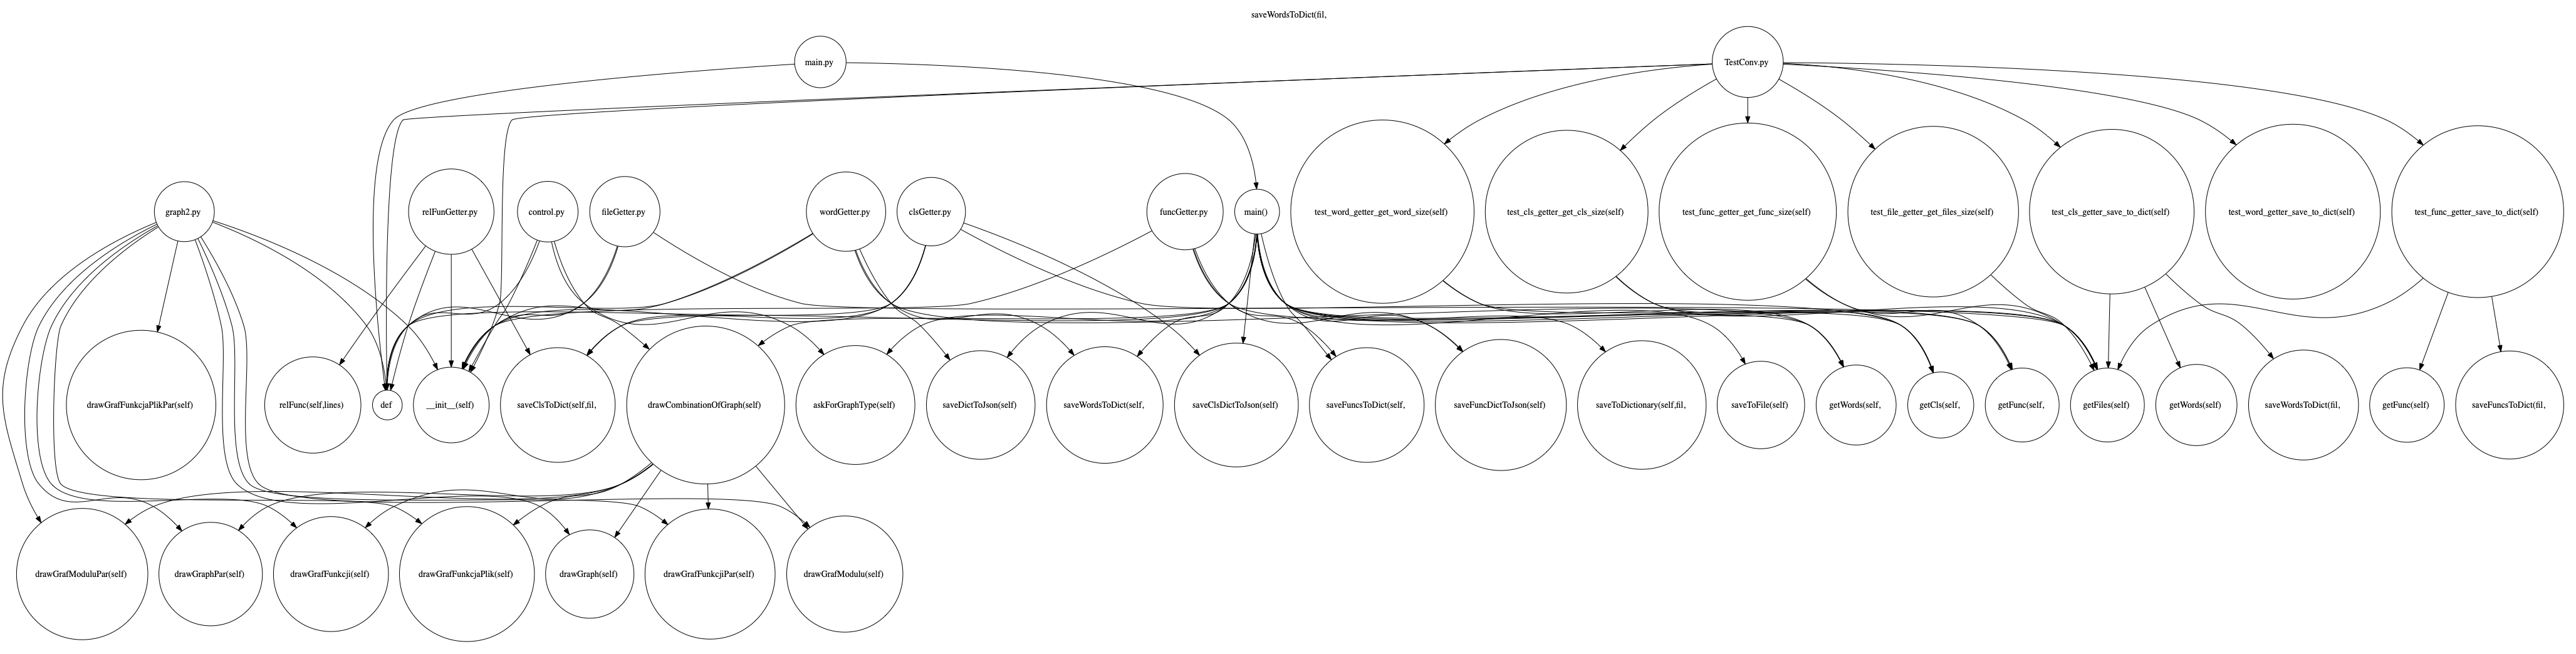 saveWordsToDict(fil,
main.py
TestConv.py
graph2.py
relFunGetter.py
control.py
fileGetter.py
wordGetter.py
clsGetter.py
funcGetter.py
main()
test_word_getter_get_word_size(self)
test_cls_getter_get_cls_size(self)
test_func_getter_get_func_size(self)
test_file_getter_get_files_size(self)
test_cls_getter_save_to_dict(self)
test_word_getter_save_to_dict(self)
test_func_getter_save_to_dict(self)
drawGrafFunkcjaPlikPar(self)
relFunc(self,lines)
def
__init__(self)
saveClsToDict(self,fil,
drawCombinationOfGraph(self)
askForGraphType(self)
saveDictToJson(self)
saveWordsToDict(self,
saveClsDictToJson(self)
saveFuncsToDict(self,
saveFuncDictToJson(self)
saveToDictionary(self,fil,
saveToFile(self)
getWords(self,
getCls(self,
getFunc(self,
getFiles(self)
getWords(self)
saveWordsToDict(fil,
getFunc(self)
saveFuncsToDict(fil,
drawGrafModuluPar(self)
drawGraphPar(self)
drawGrafFunkcji(self)
drawGrafFunkcjaPlik(self)
drawGraph(self)
drawGrafFunkcjiPar(self)
drawGrafModulu(self)